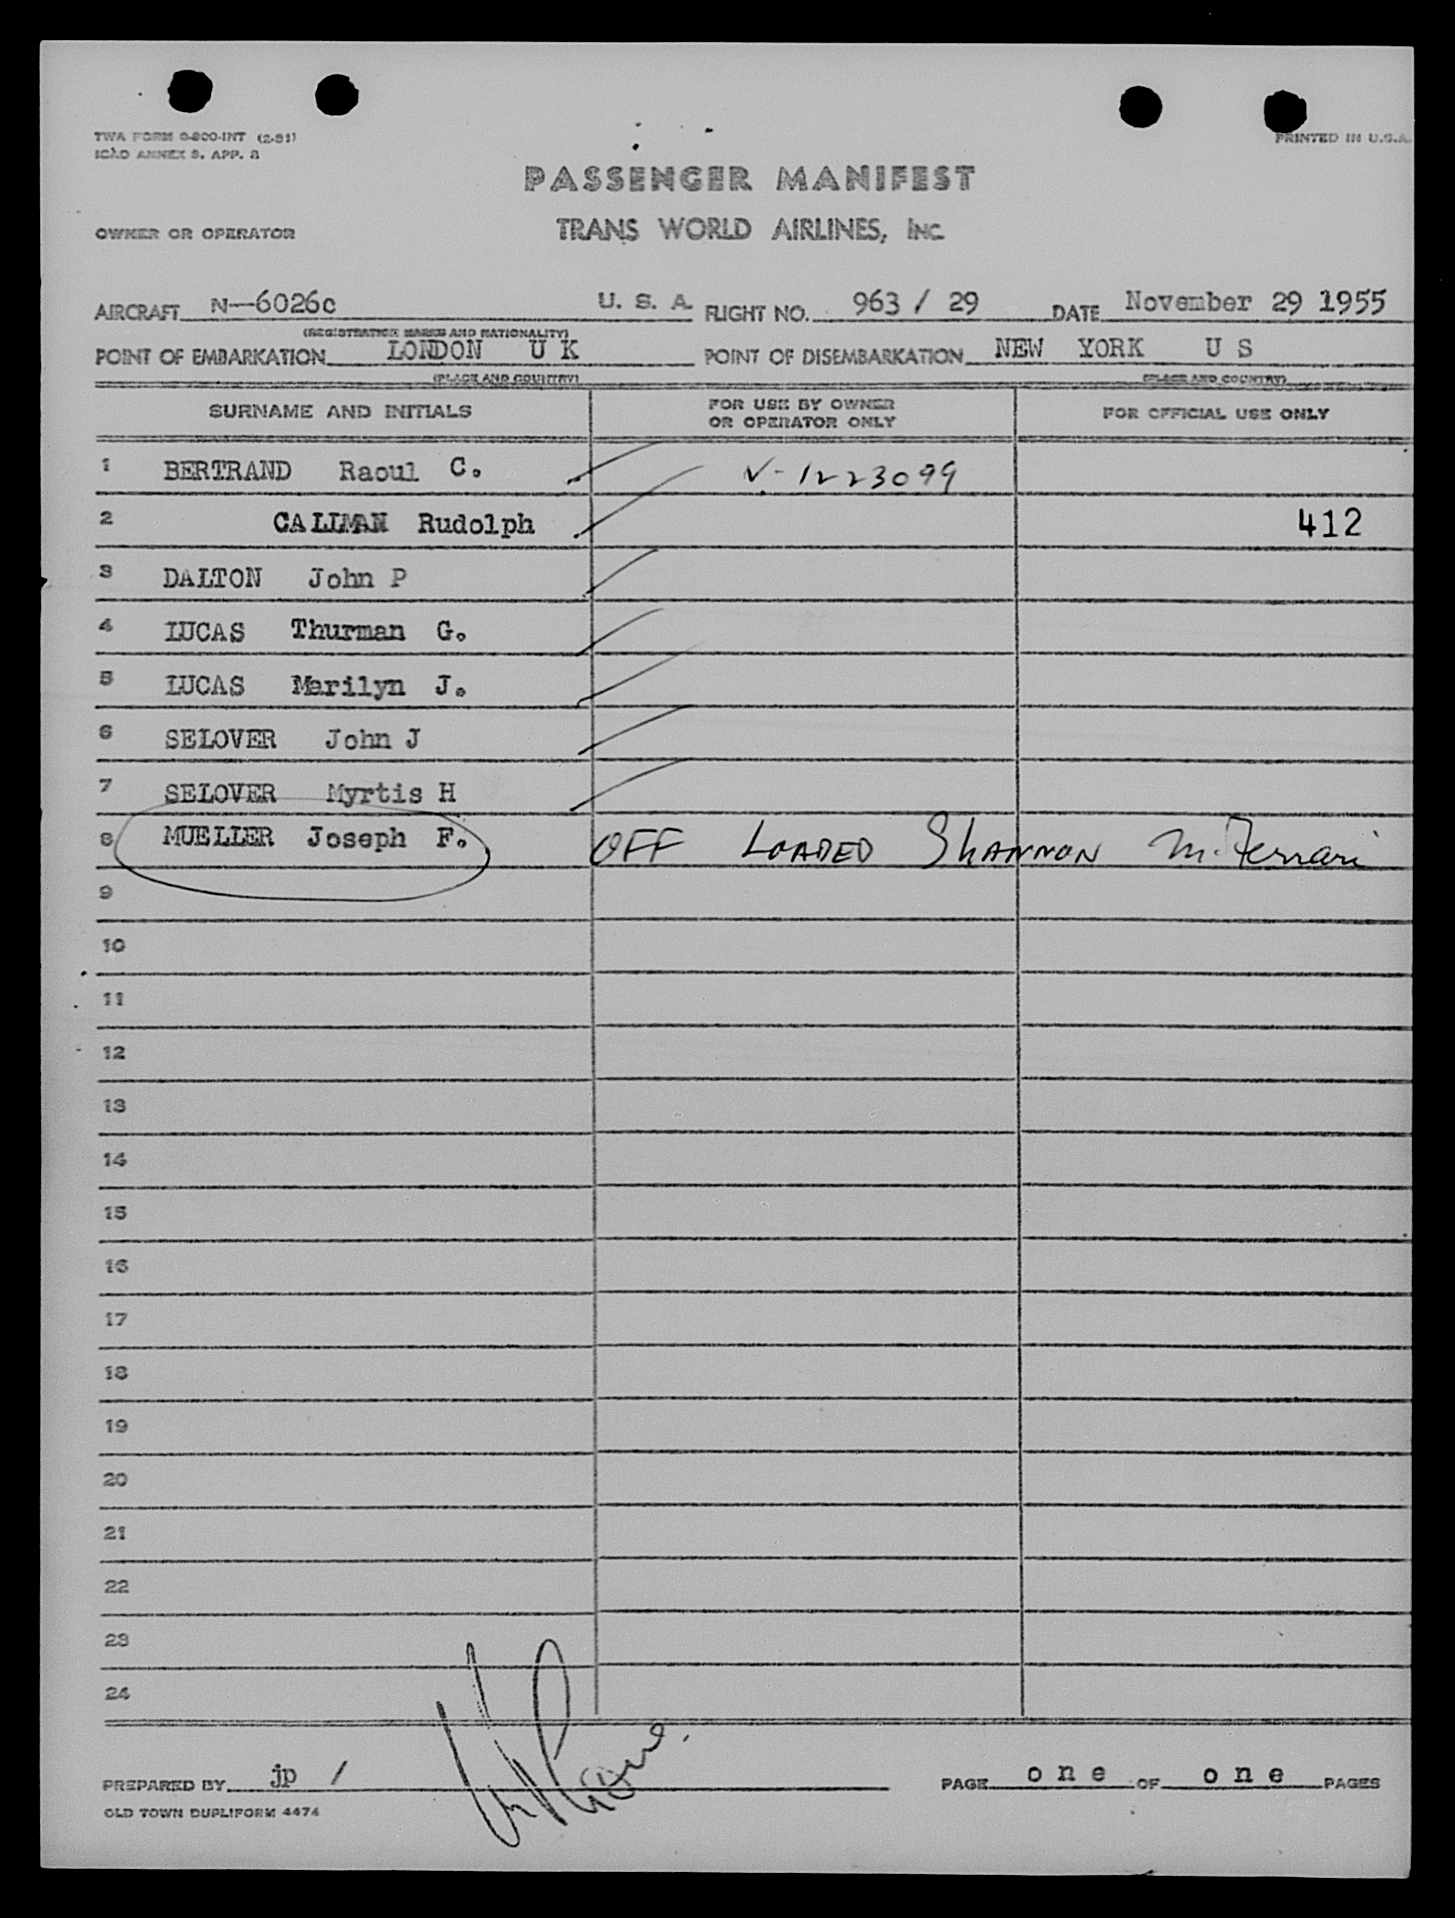 TWA FORM 0-800-INT (2-51)
ICAO ANNEX 9. APP. 3
PRINTED IN U.S.A.
PASSENGER MANIFEST
OWNER OR OPERATOR TRANS WORLD AIRLINES, INC.
AIRCRAFT N-6026c U. S. A. FLIGHT NO. 963 / 29 DATE November 29 1955
(REGISTRATION MARKS AND NATIONALITY)
POINT OF EMBARKATION LONDON U K POINT OF DISEMBARKATION NEW YORK U S
(PLACE AND COUNTRY) (PLACE AND COUNTRY)
SURNAME AND INITIALS FOR USE BY OWNER OR OPERATOR ONLY FOR OFFICIAL USE ONLY
1 BERTRAND Raoul C. V-1223099
2 CALIMAN Rudolph 412
3 DALTON John P
4 LUCAS Thurman G.
5 LUCAS Marilyn J.
6 SELOVER John J
7 SELOVER Myrtis H
8 MUELLER Joseph F. OFF LOADED SHANNON M. Ferrari
9
10
11
12
13
14
15
16
17
18
19
20
21
22
23
24
PREPARED BY jp / PAGE one OF one PAGES
OLD TOWN DUPLIFORM 4474